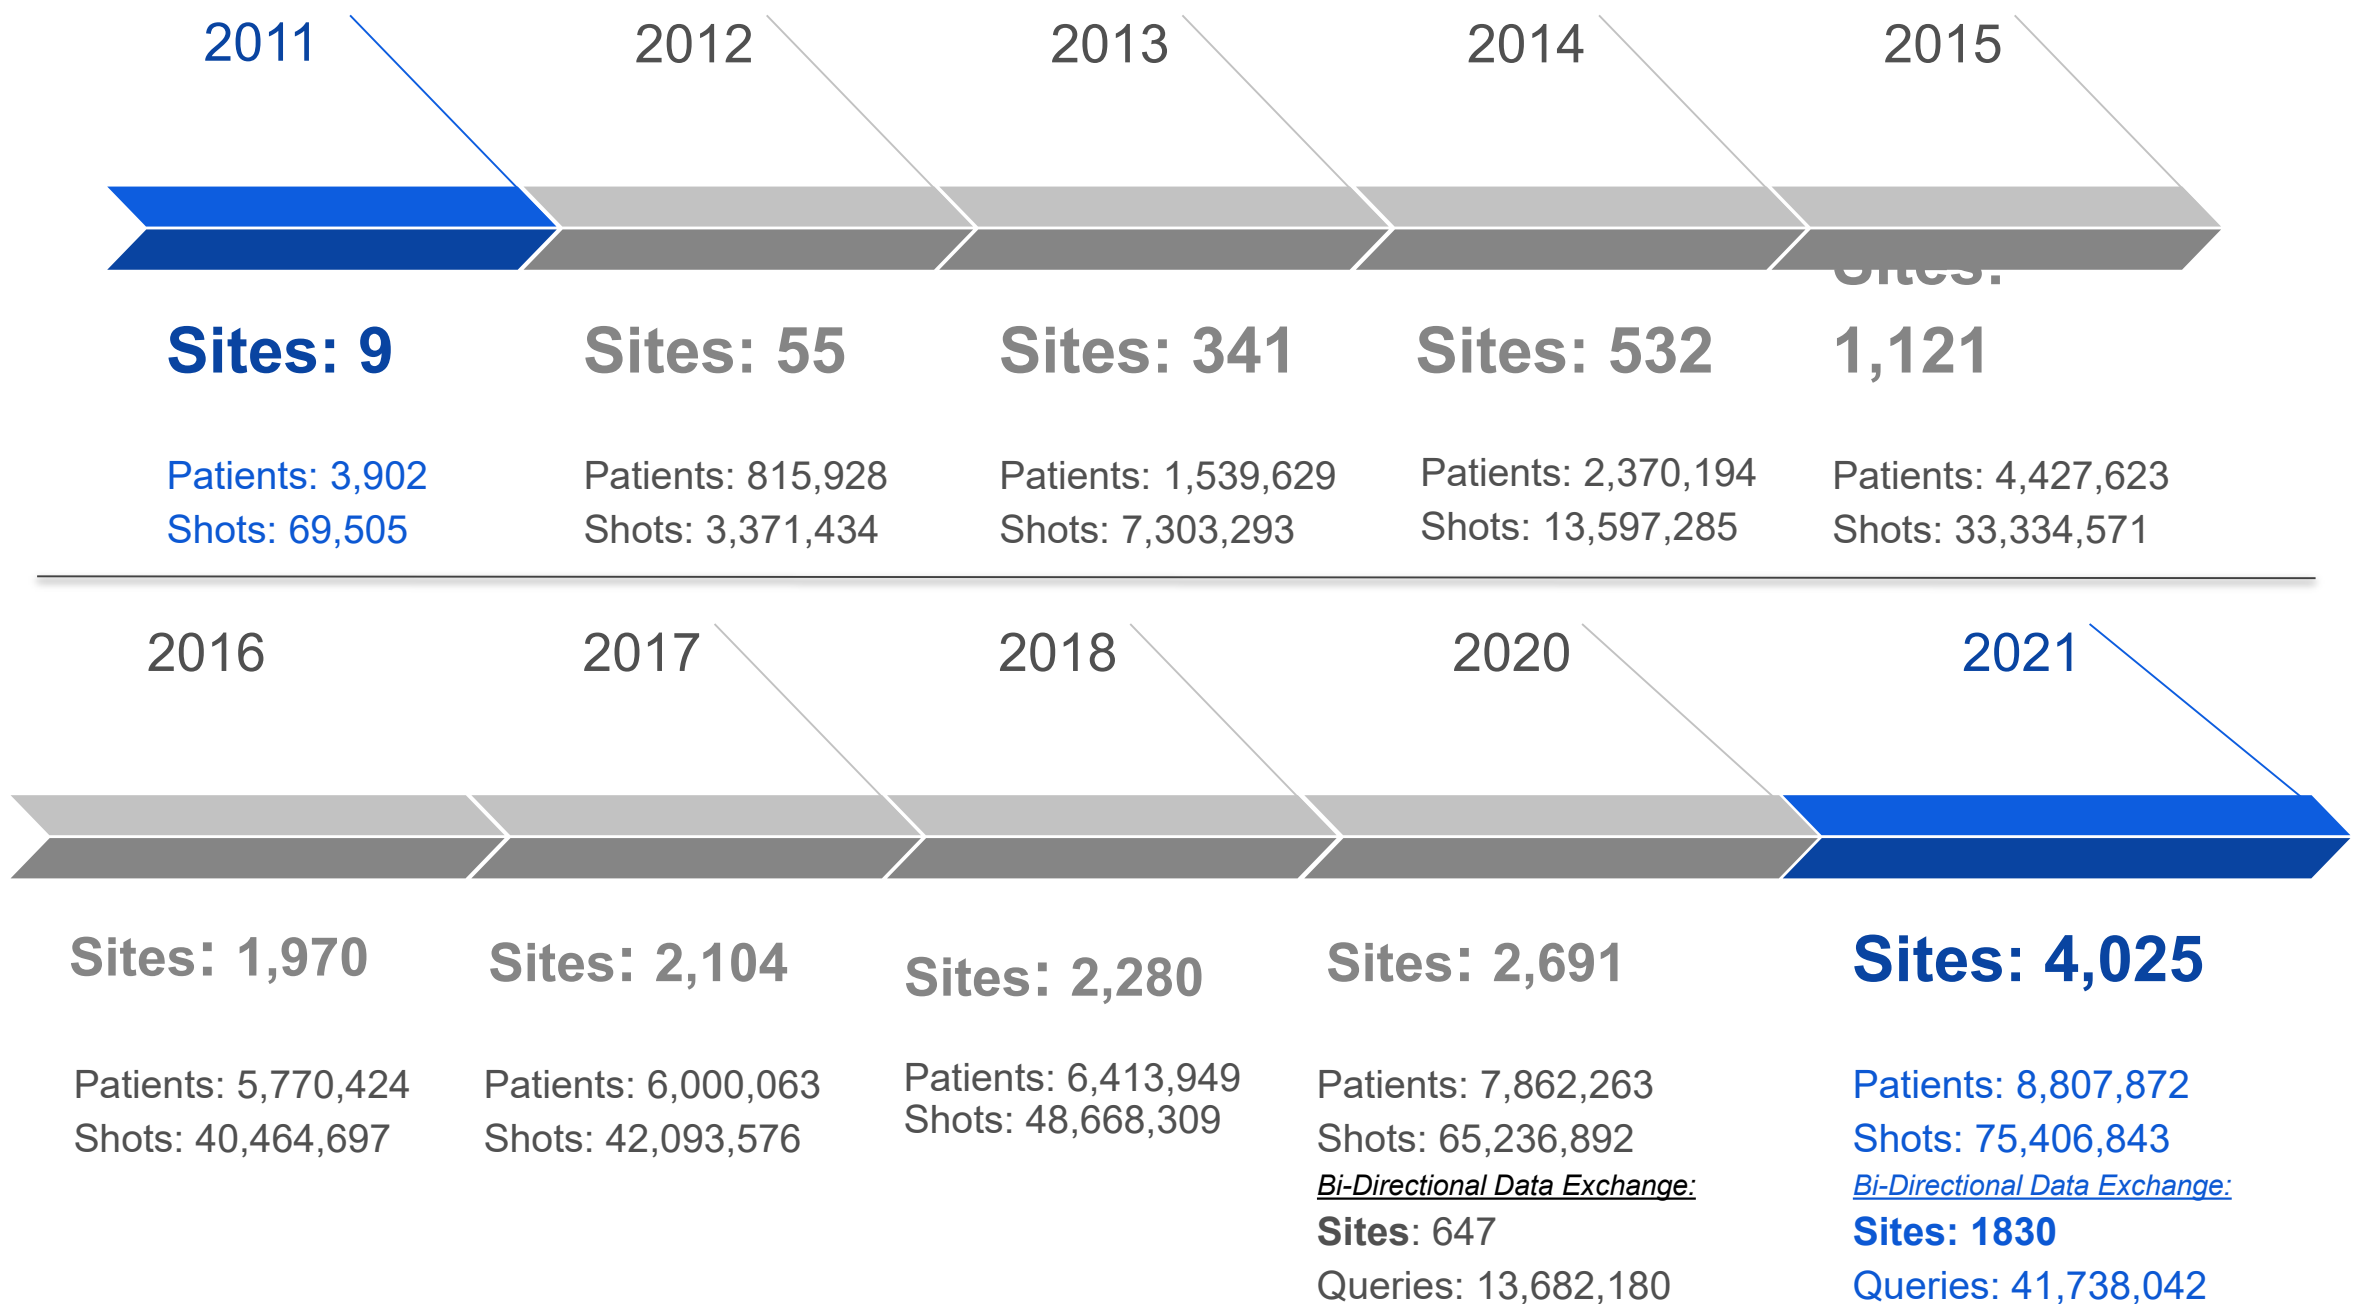 2011
2012
2013
2014
2015
Sites: 9
Sites: 55
Sites: 341
Sites: 532
Sites:
1,121
Patients: 3,902
Shots: 69,505
Patients: 815,928
Shots: 3,371,434
Patients: 1,539,629
Shots: 7,303,293
Patients: 2,370,194
Shots: 13,597,285
Patients: 4,427,623
Shots: 33,334,571
2016
2017
2018
2020
2021
Sites: 1,970
Sites: 2,104
Sites: 2,280
Sites: 2,691
Sites: 4,025
Patients: 5,770,424
Shots: 40,464,697
Patients: 6,000,063
Shots: 42,093,576
Patients: 6,413,949
Shots: 48,668,309
Patients: 7,862,263
Shots: 65,236,892
Bi-Directional Data Exchange:
Sites: 647
Queries: 13,682,180
Patients: 8,807,872
Shots: 75,406,843
Bi-Directional Data Exchange:
Sites: 1830
Queries: 41,738,042